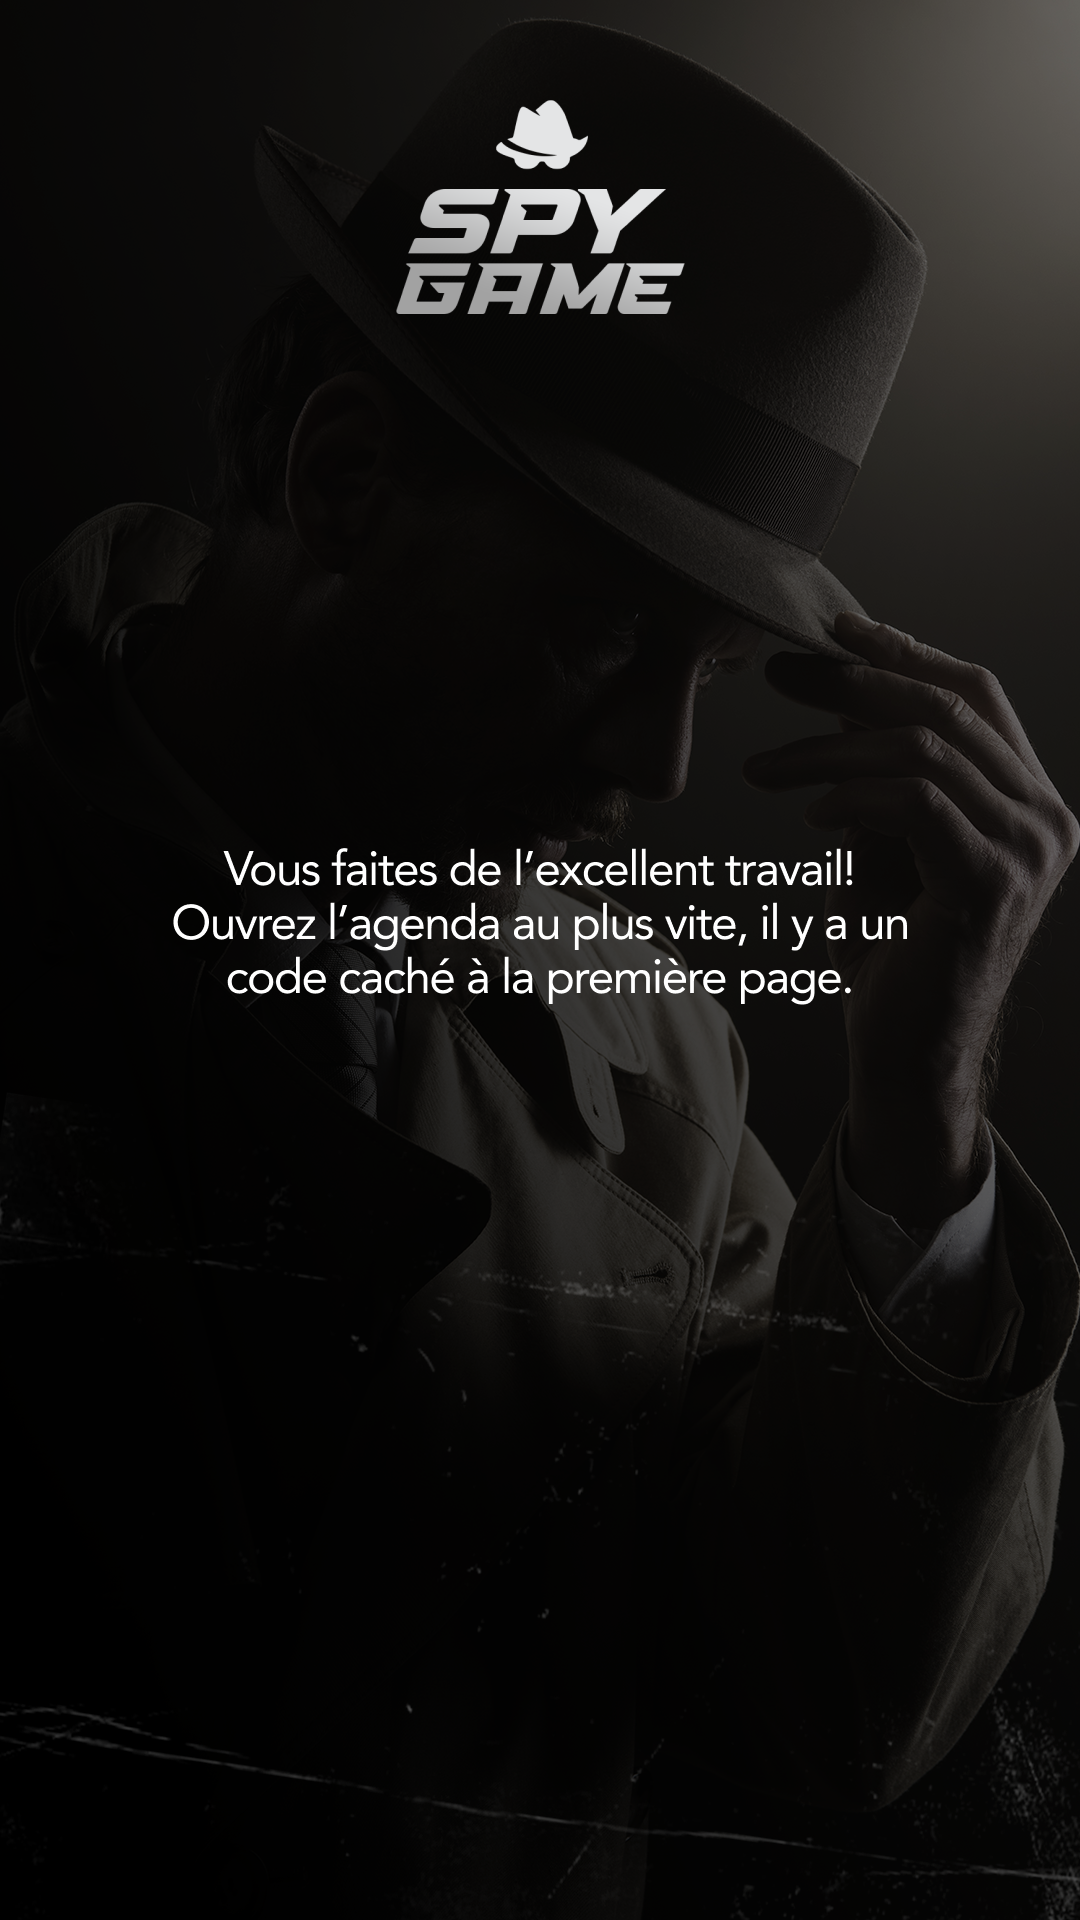 SPY
GAME
Vous faites de l’excellent travail!
Ouvrez l’agenda au plus vite, il y a un
code caché à la première page.